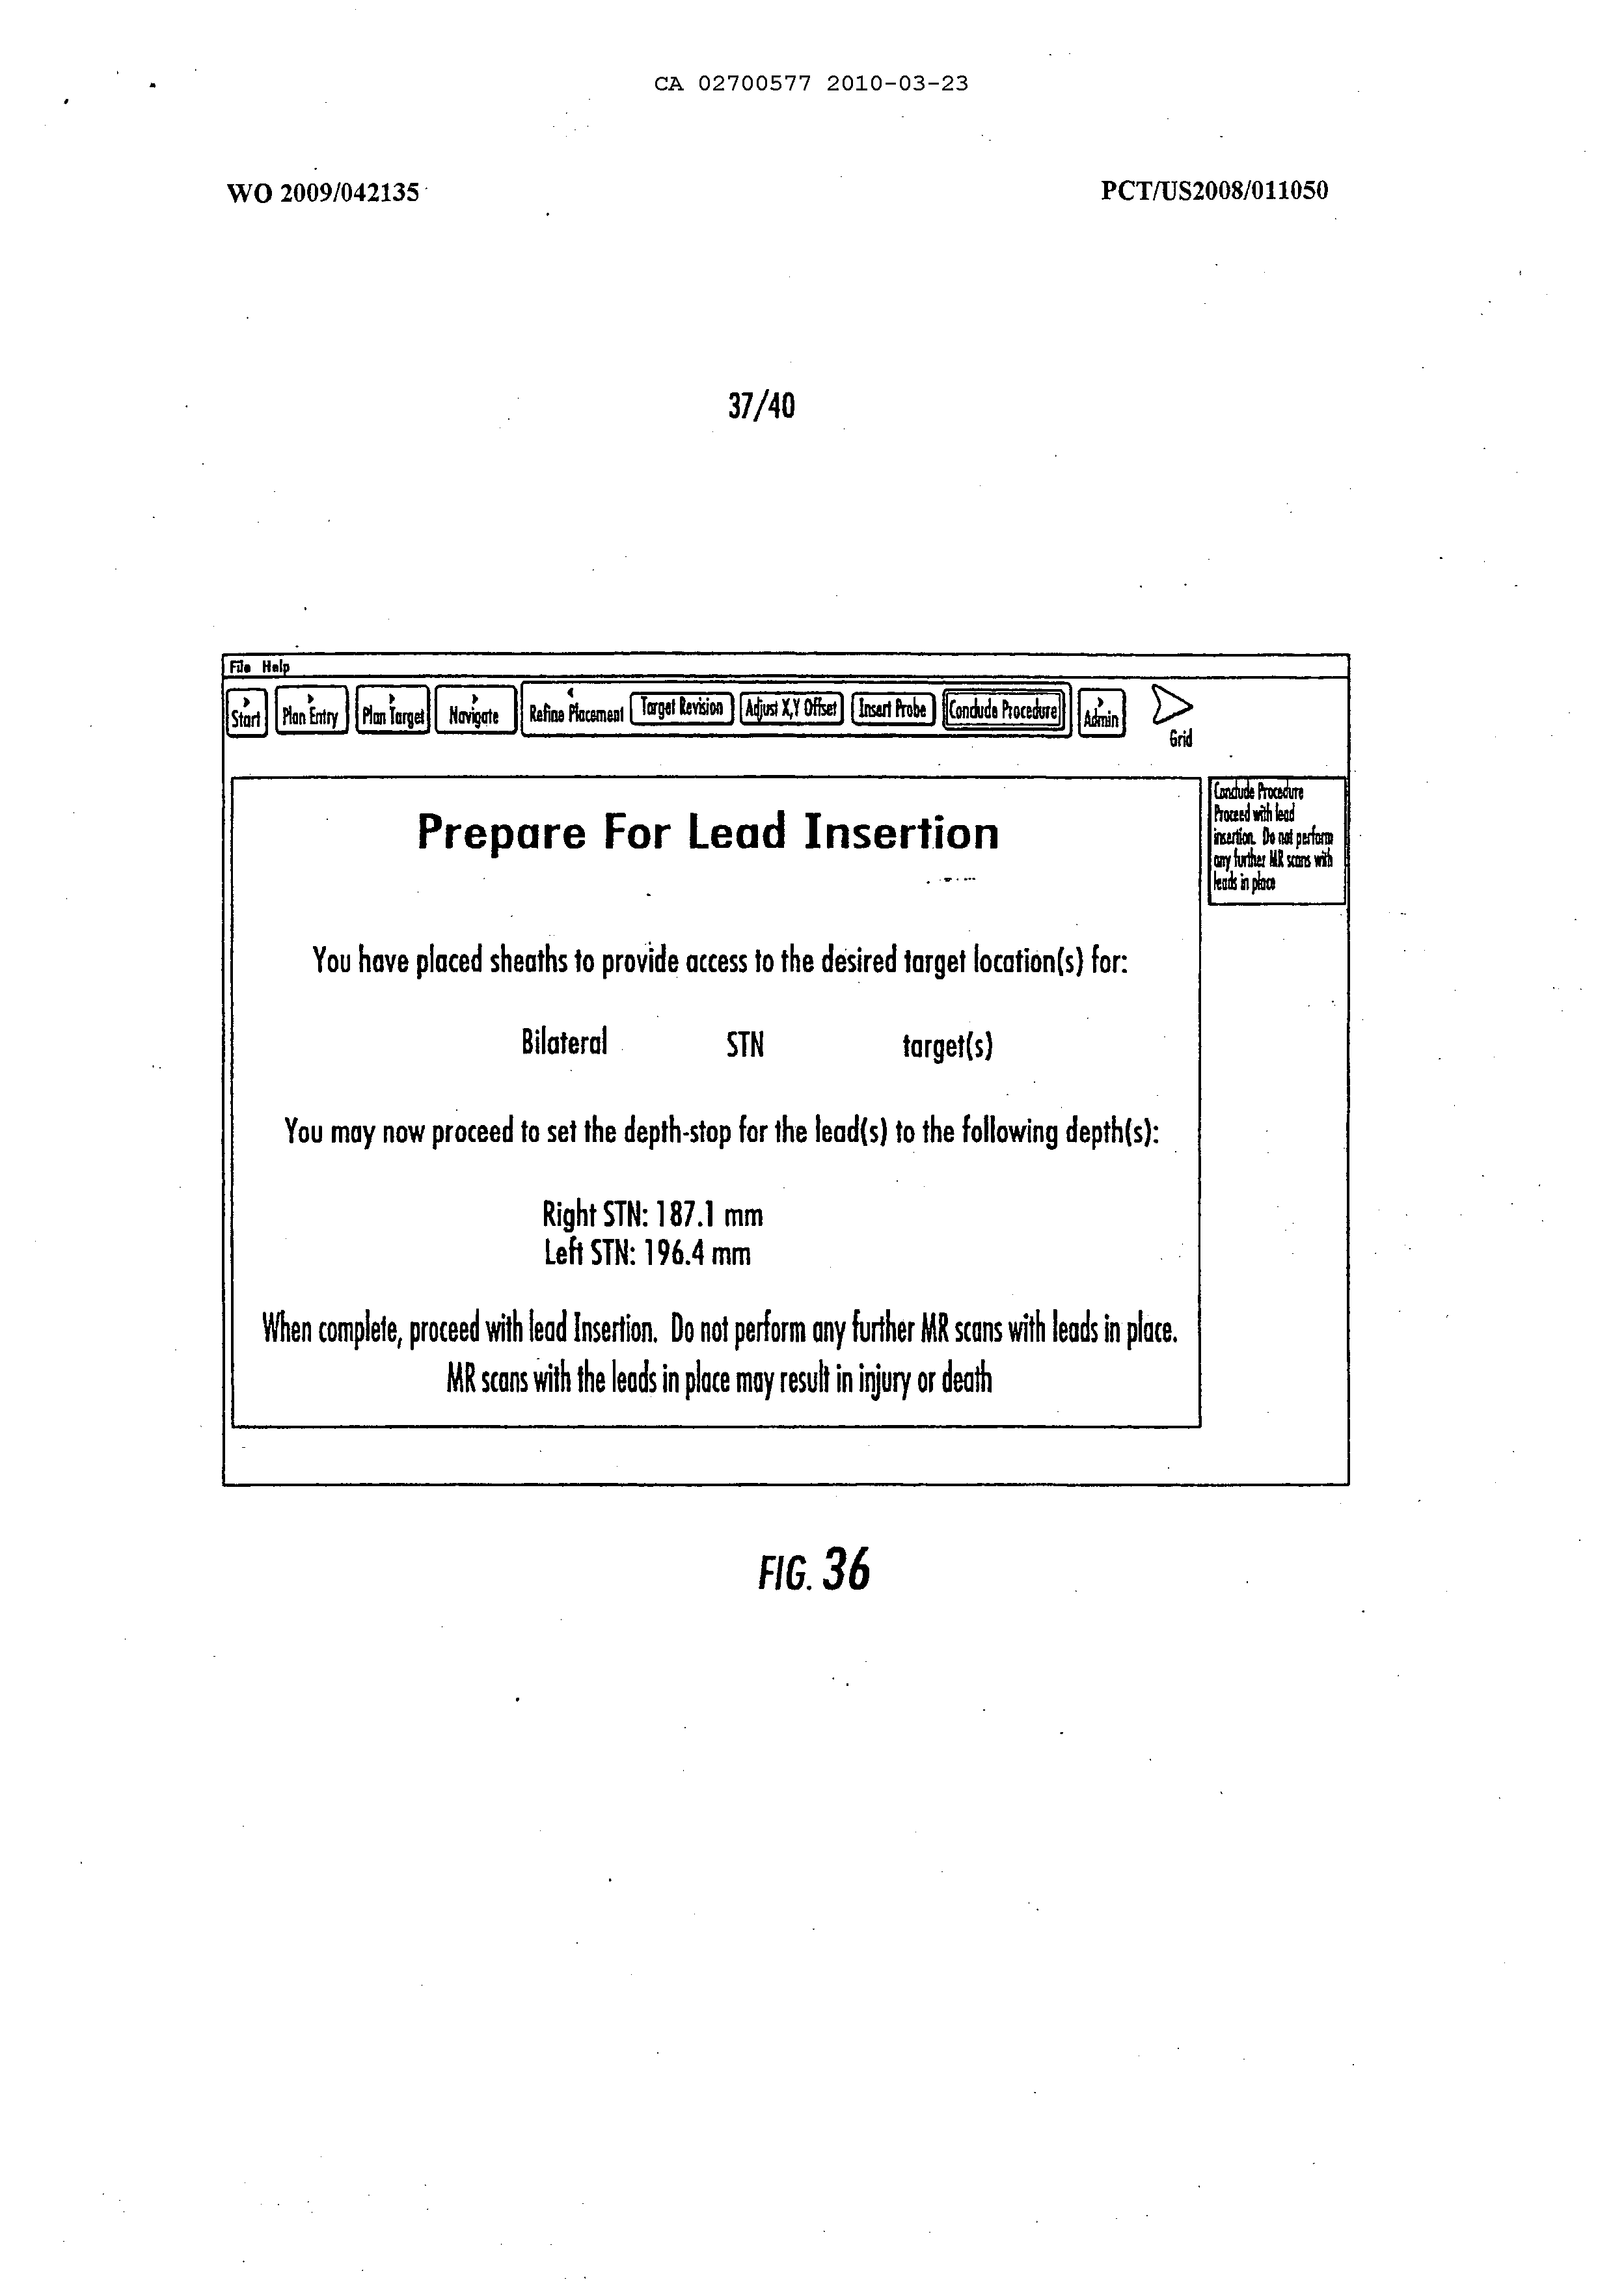 CA 02700577 2010-03-23
WO 2009/042135 PCT/US2008/011050
37/40
File Help
Start Plan Entry Plan Target Navigate Refine Placement Target Revision Adjust X,Y Offset Insert Probe Conclude Procedure Admin
Grid
Prepare For Lead Insertion
Conclude Procedure
Proceed with lead
insertion. Do not perform
any further MR scans with
leads in place
You have placed sheaths to provide access to the desired target location(s) for:
Bilateral STN target(s)
You may now proceed to set the depth-stop for the lead(s) to the following depth(s):
Right STN: 187.1 mm
Left STN: 196.4 mm
When complete, proceed with lead Insertion. Do not perform any further MR scans with leads in place.
MR scans with the leads in place may result in injury or death
FIG. 36